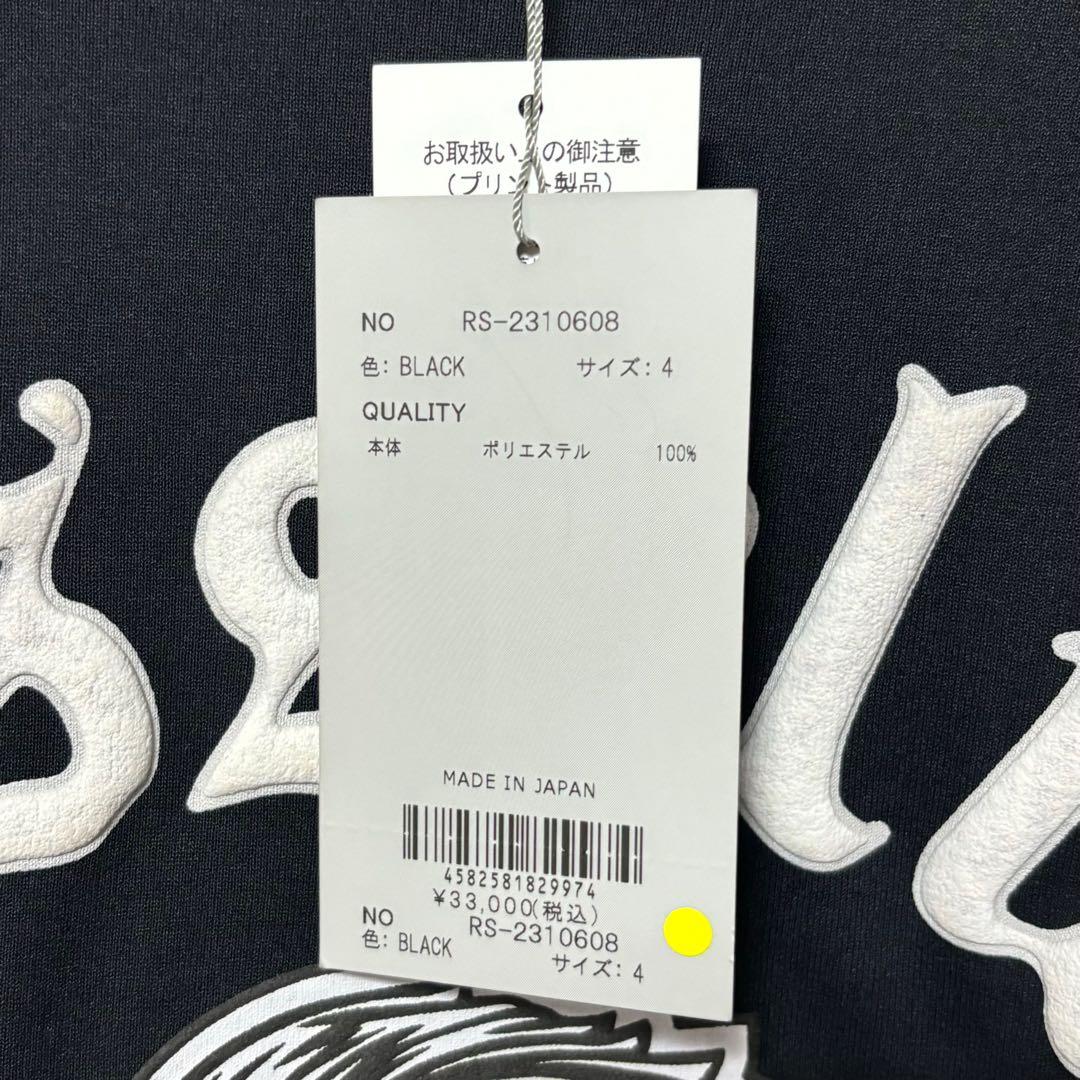 お取扱い上の御注意
(プリント製品)
NO RS-2310608
色: BLACK サイズ: 4
QUALITY
本体 ポリエステル 100%
MADE IN JAPAN
4582581829974
¥33,000(税込)
NO RS-2310608
色: BLACK サイズ: 4